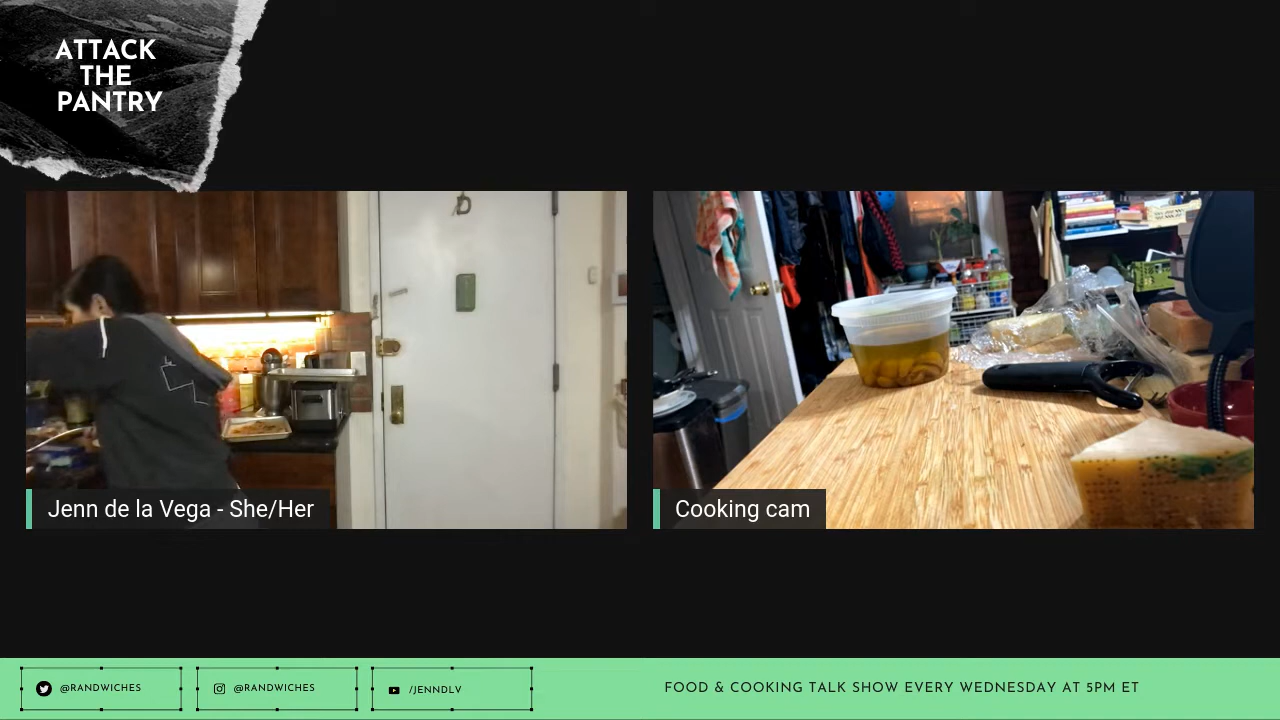 ATTACK
THE
PANTRY
Jenn de la Vega - She/Her
Cooking cam
@RANDWICHES
@RANDWICHES
/JENNDLV
FOOD & COOKING TALK SHOW EVERY WEDNESDAY AT 5PM ET